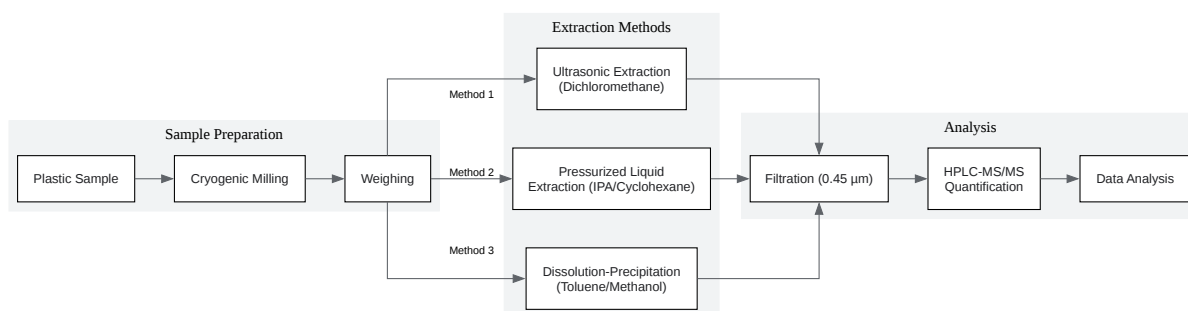 Sample Preparation
Plastic Sample
Cryogenic Milling
Weighing
Method 1
Method 2
Method 3
Extraction Methods
Ultrasonic Extraction
(Dichloromethane)
Pressurized Liquid
Extraction (IPA/Cyclohexane)
Dissolution-Precipitation
(Toluene/Methanol)
Analysis
Filtration (0.45 µm)
HPLC-MS/MS
Quantification
Data Analysis